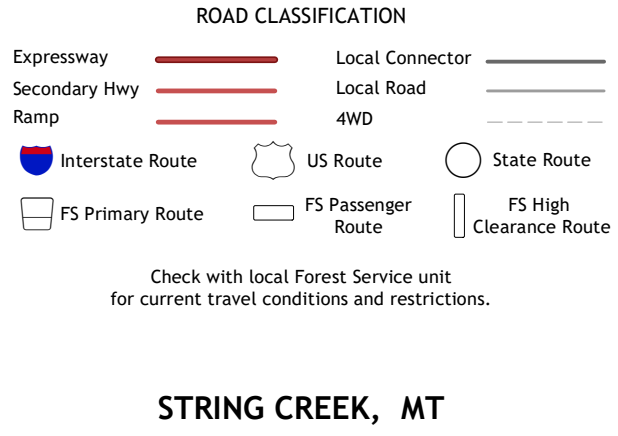 ROAD CLASSIFICATION
Expressway
Local Connector
Secondary Hwy
Local Road
Ramp
4WD
Interstate Route
US Route
State Route
FS Primary Route
FS Passenger
Route
FS High
Clearance Route
Check with local Forest Service unit
for current travel conditions and restrictions.
STRING CREEK, MT